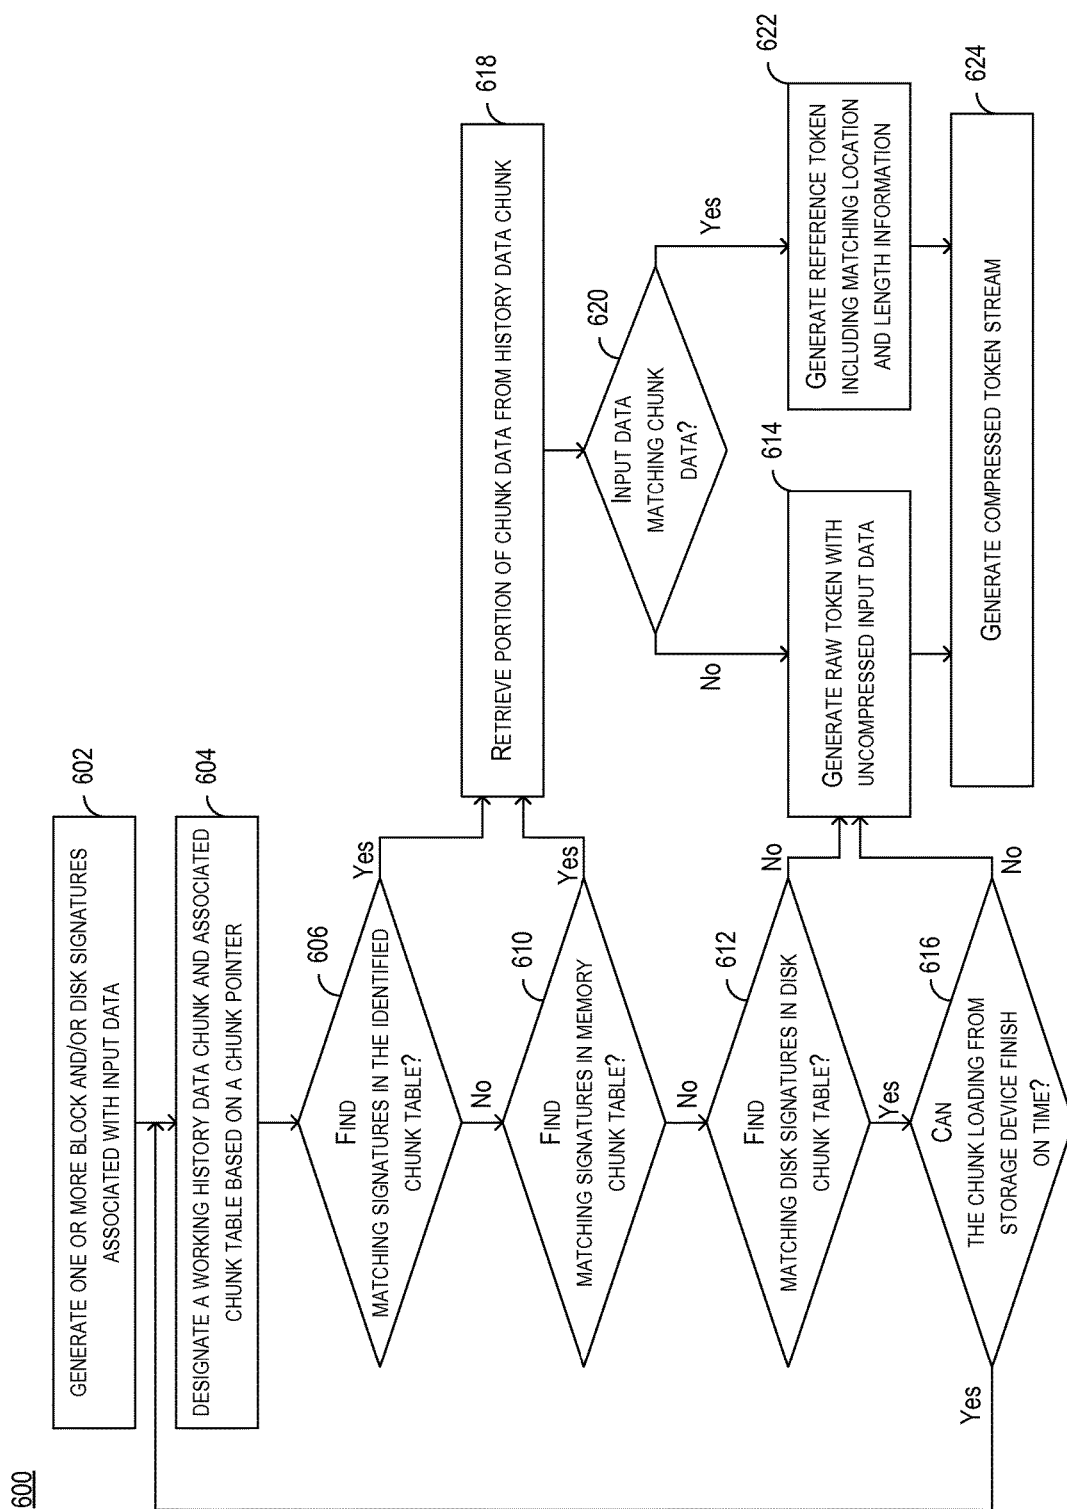 600
GENERATE ONE OR MORE BLOCK AND/OR DISK SIGNATURES
ASSOCIATED WITH INPUT DATA
602
DESIGNATE A WORKING HISTORY DATA CHUNK AND ASSOCIATED
CHUNK TABLE BASED ON A CHUNK POINTER
604
FIND
MATCHING SIGNATURES IN THE IDENTIFIED
CHUNK TABLE?
606
Yes
No
FIND
MATCHING SIGNATURES IN MEMORY
CHUNK TABLE?
610
Yes
No
FIND
MATCHING DISK SIGNATURES IN DISK
CHUNK TABLE?
612
No
Yes
CAN
THE CHUNK LOADING FROM
STORAGE DEVICE FINISH
ON TIME?
616
No
Yes
RETRIEVE PORTION OF CHUNK DATA FROM HISTORY DATA CHUNK
618
INPUT DATA
MATCHING CHUNK
DATA?
620
No
Yes
GENERATE RAW TOKEN WITH
UNCOMPRESSED INPUT DATA
614
GENERATE REFERENCE TOKEN
INCLUDING MATCHING LOCATION
AND LENGTH INFORMATION
622
GENERATE COMPRESSED TOKEN STREAM
624